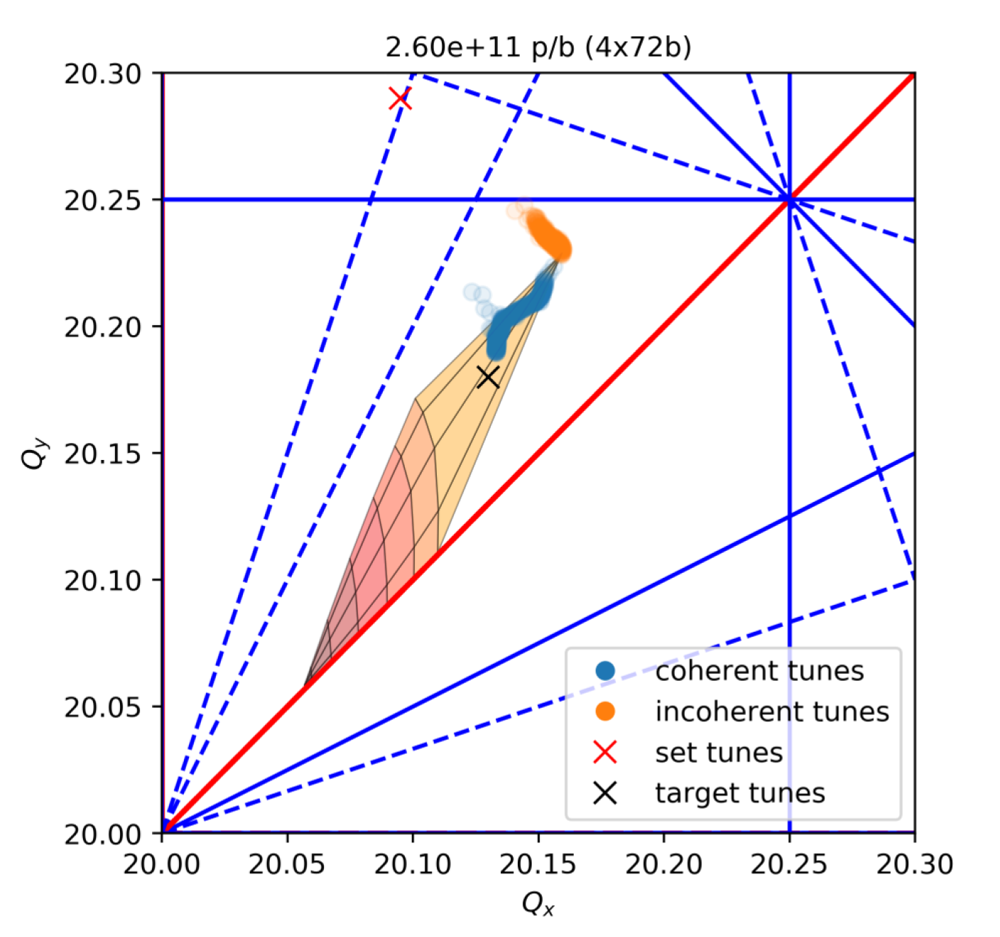 2.60e+11 p/b (4x72b)
20.30
20.25
20.20
20.15
20.10
20.05
20.00
Qy
coherent tunes
incoherent tunes
set tunes
target tunes
20.00 20.05 20.10 20.15 20.20 20.25 20.30
Qx